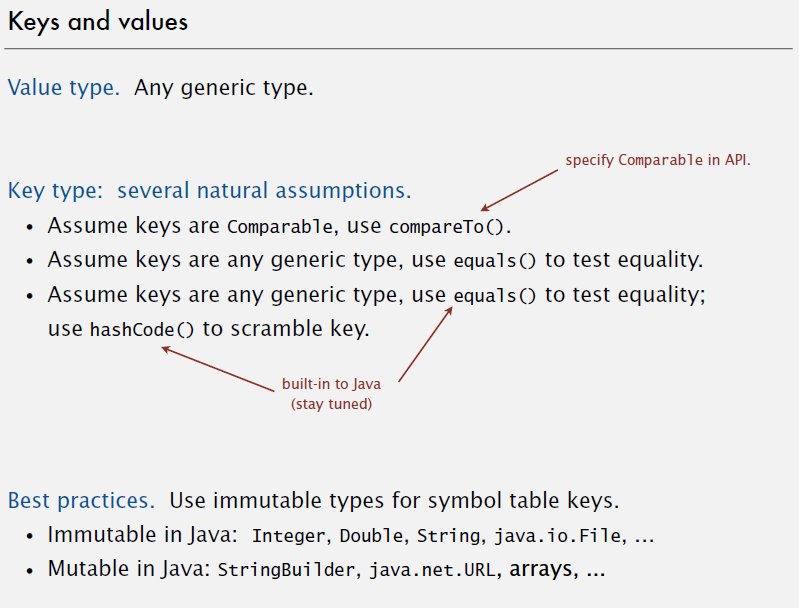 Keys and values
Value type. Any generic type.
specify Comparable in API.
Key type: several natural assumptions.
• Assume keys are Comparable, use compareTo().
• Assume keys are any generic type, use equals() to test equality.
• Assume keys are any generic type, use equals() to test equality;
use hashCode() to scramble key.
built-in to Java
(stay tuned)
Best practices. Use immutable types for symbol table keys.
• Immutable in Java: Integer, Double, String, java.io.File, …
• Mutable in Java: StringBuilder, java.net.URL, arrays, ...